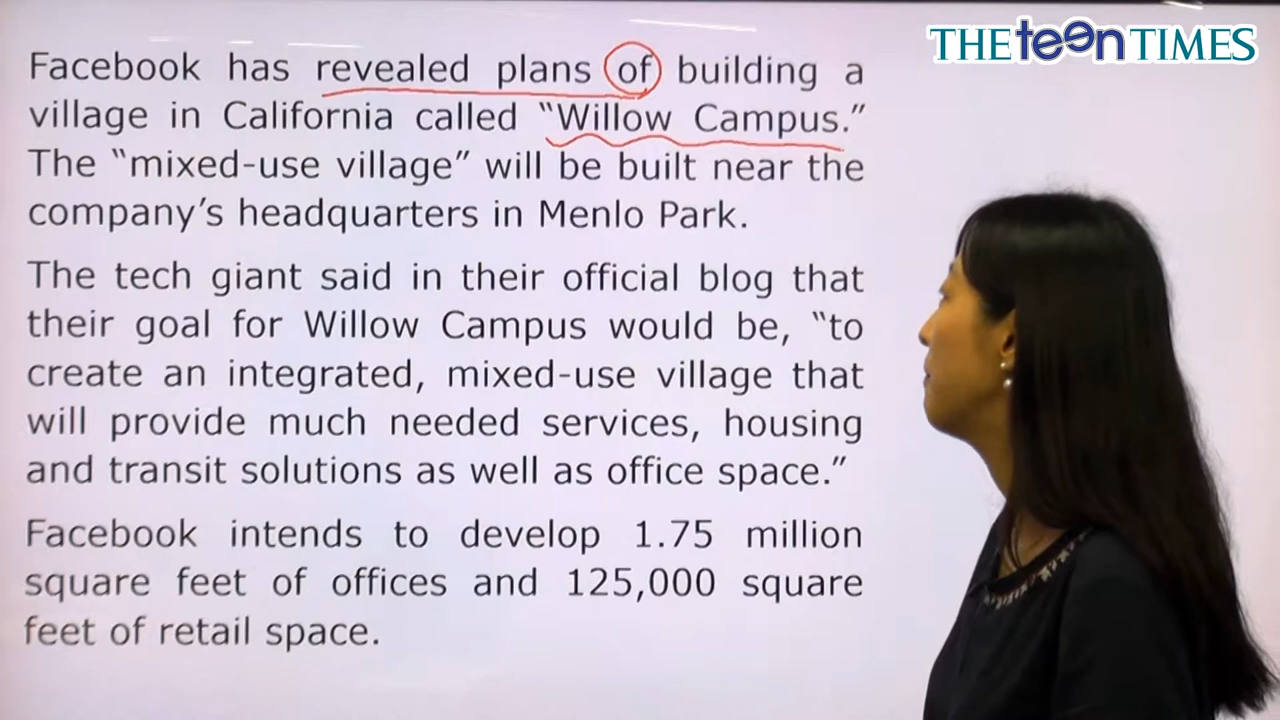 THE teen TIMES
Facebook has revealed plans of building a
village in California called “Willow Campus.”
The “mixed-use village” will be built near the
company’s headquarters in Menlo Park.
The tech giant said in their official blog that
their goal for Willow Campus would be, “to
create an integrated, mixed-use village that
will provide much needed services, housing
and transit solutions as well as office space.”
Facebook intends to develop 1.75 million
square feet of offices and 125,000 square
feet of retail space.